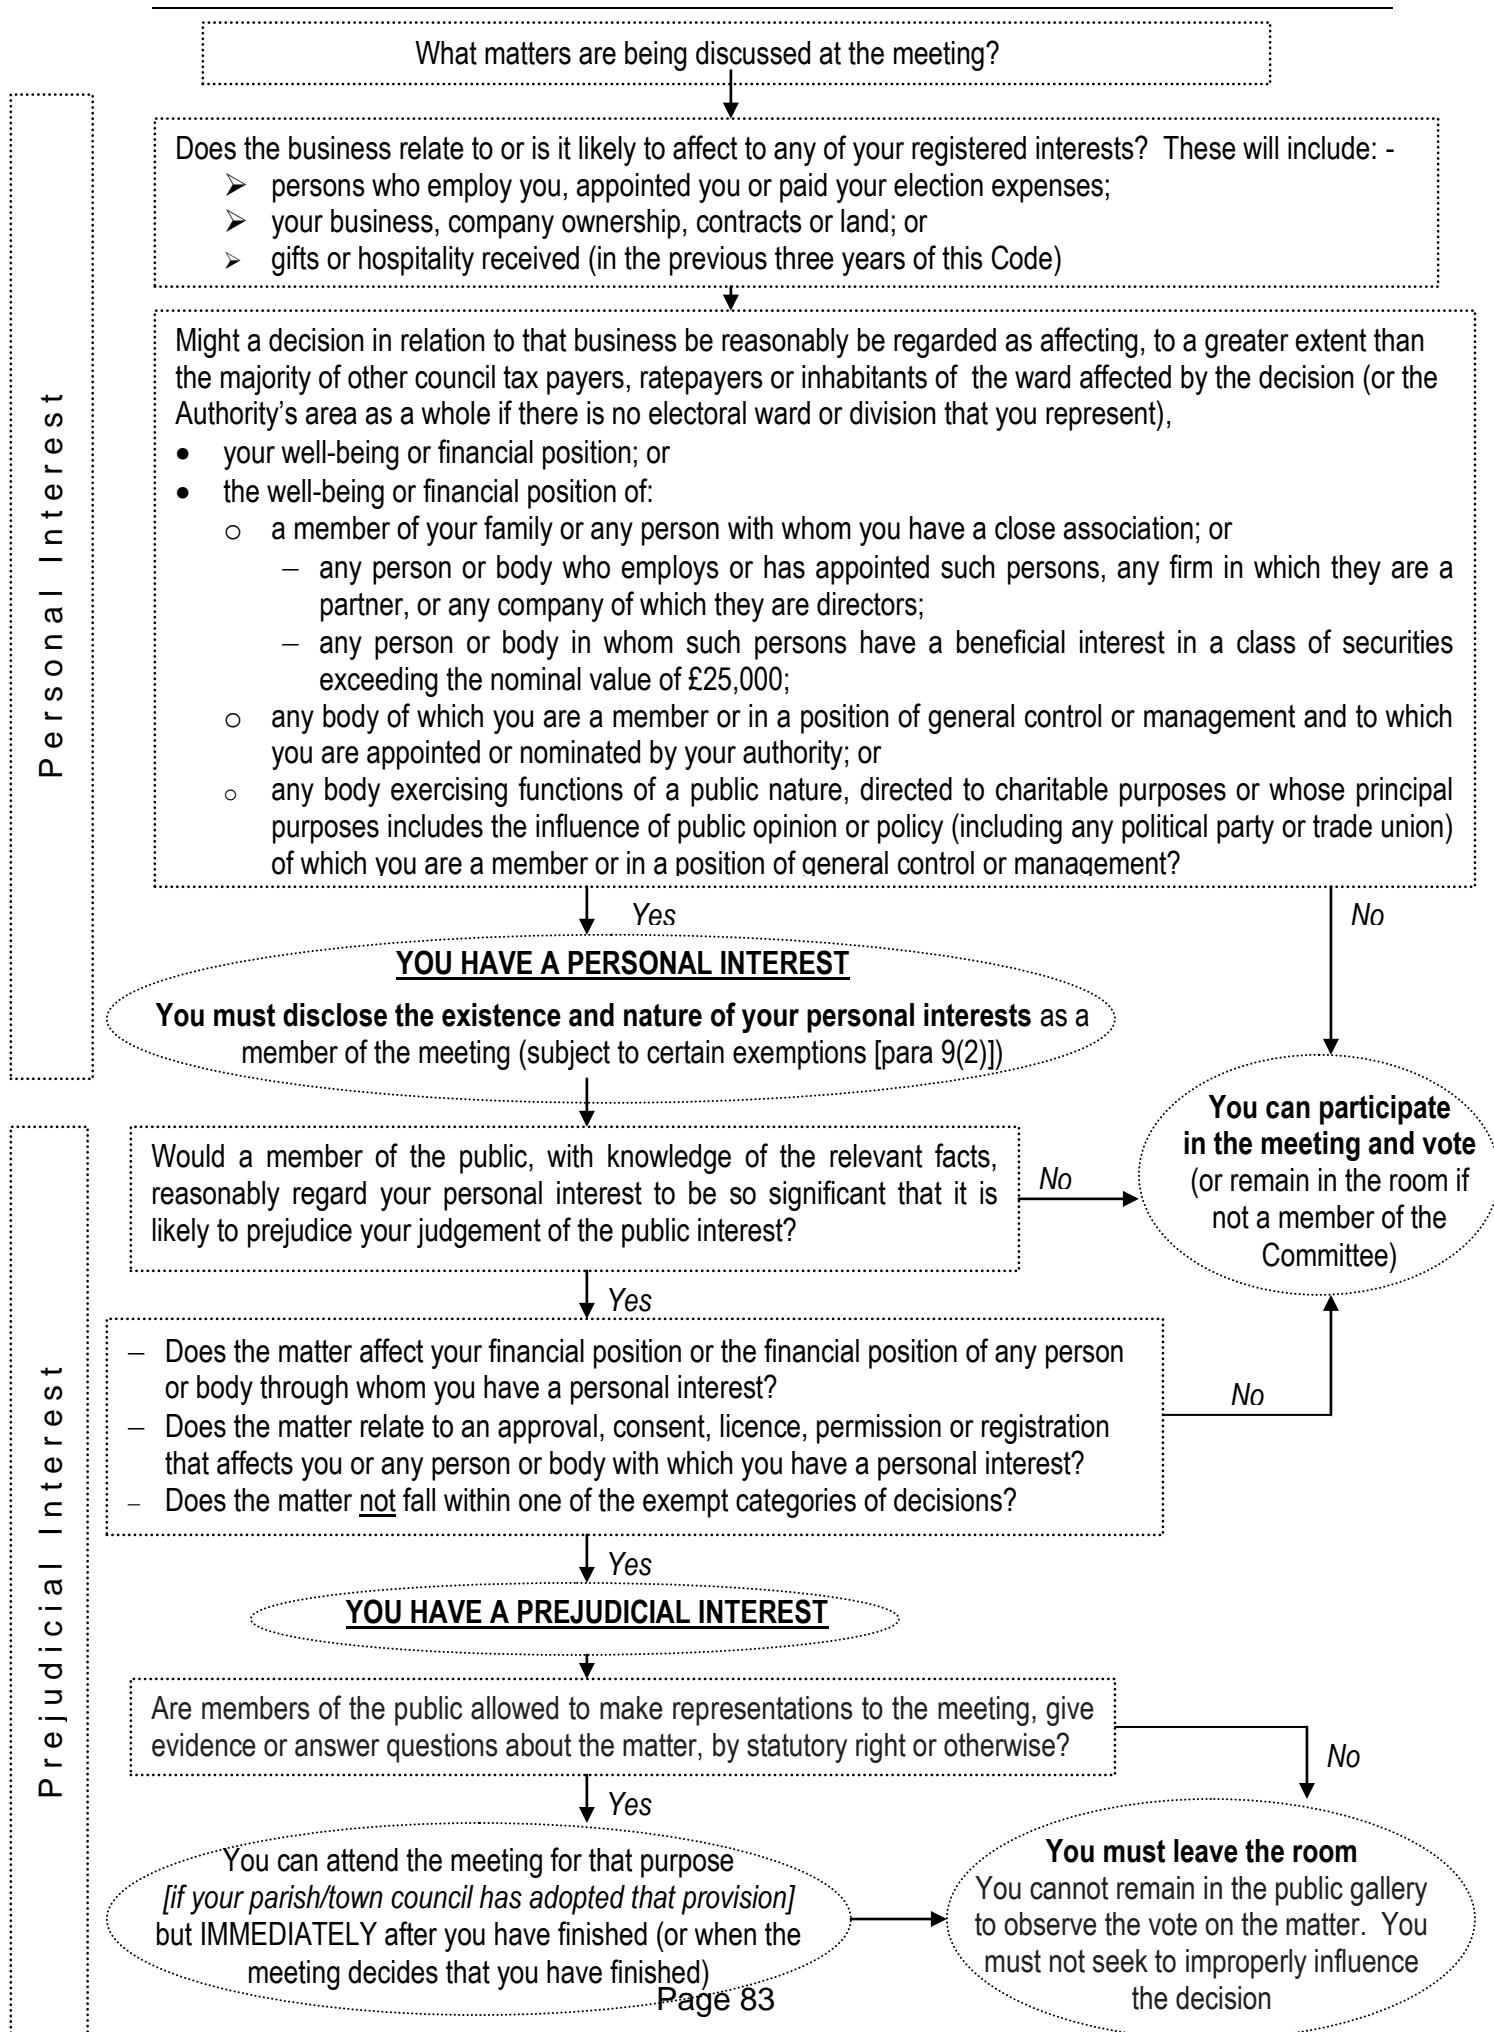 What matters are being discussed at the meeting?
Personal Interest
Does the business relate to or is it likely to affect to any of your registered interests? These will include: -
➢ persons who employ you, appointed you or paid your election expenses;
➢ your business, company ownership, contracts or land; or
➢ gifts or hospitality received (in the previous three years of this Code)
Might a decision in relation to that business be reasonably be regarded as affecting, to a greater extent than
the majority of other council tax payers, ratepayers or inhabitants of the ward affected by the decision (or the
Authority's area as a whole if there is no electoral ward or division that you represent),
• your well-being or financial position; or
• the well-being or financial position of:
o a member of your family or any person with whom you have a close association; or
– any person or body who employs or has appointed such persons, any firm in which they are a
partner, or any company of which they are directors;
– any person or body in whom such persons have a beneficial interest in a class of securities
exceeding the nominal value of £25,000;
o any body of which you are a member or in a position of general control or management and to which
you are appointed or nominated by your authority; or
o any body exercising functions of a public nature, directed to charitable purposes or whose principal
purposes includes the influence of public opinion or policy (including any political party or trade union)
of which you are a member or in a position of general control or management?
Yes
No
YOU HAVE A PERSONAL INTEREST
You must disclose the existence and nature of your personal interests as a
member of the meeting (subject to certain exemptions [para 9(2)])
You can participate
in the meeting and vote
(or remain in the room if
not a member of the
Committee)
Prejudicial Interest
Would a member of the public, with knowledge of the relevant facts,
reasonably regard your personal interest to be so significant that it is
likely to prejudice your judgement of the public interest?
No
Yes
– Does the matter affect your financial position or the financial position of any person
or body through whom you have a personal interest?
– Does the matter relate to an approval, consent, licence, permission or registration
that affects you or any person or body with which you have a personal interest?
– Does the matter not fall within one of the exempt categories of decisions?
No
Yes
YOU HAVE A PREJUDICIAL INTEREST
Are members of the public allowed to make representations to the meeting, give
evidence or answer questions about the matter, by statutory right or otherwise?
No
Yes
You can attend the meeting for that purpose
[if your parish/town council has adopted that provision]
but IMMEDIATELY after you have finished (or when the
meeting decides that you have finished)
You must leave the room
You cannot remain in the public gallery
to observe the vote on the matter. You
must not seek to improperly influence
the decision
Page 83